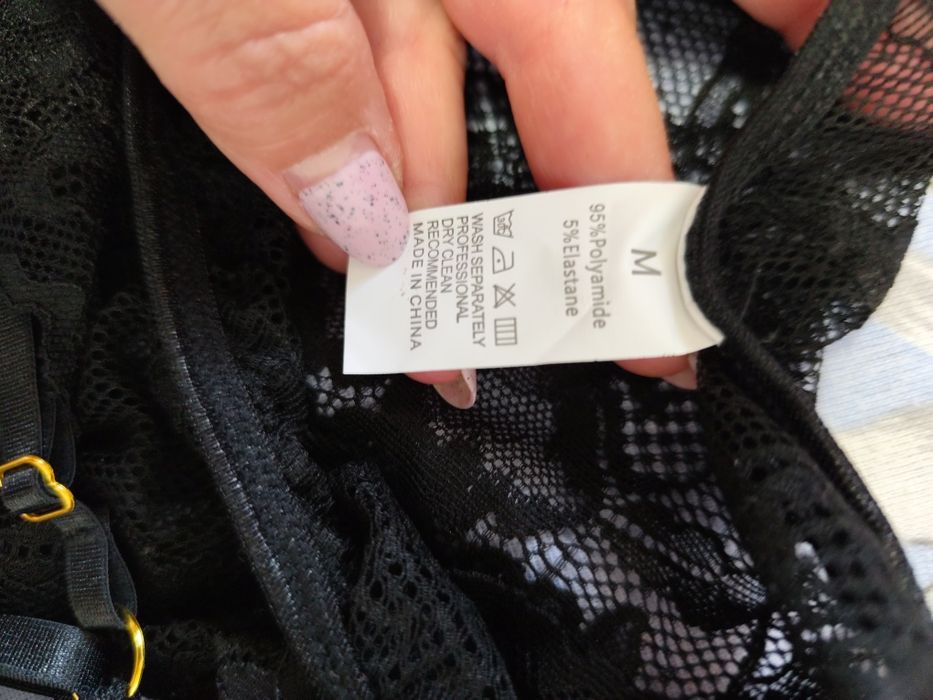 M
95%Polyamide
5%Elastane
WASH SEPARATELY
PROFESSIONAL
DRY CLEAN
RECOMMENDED
MADE IN CHINA